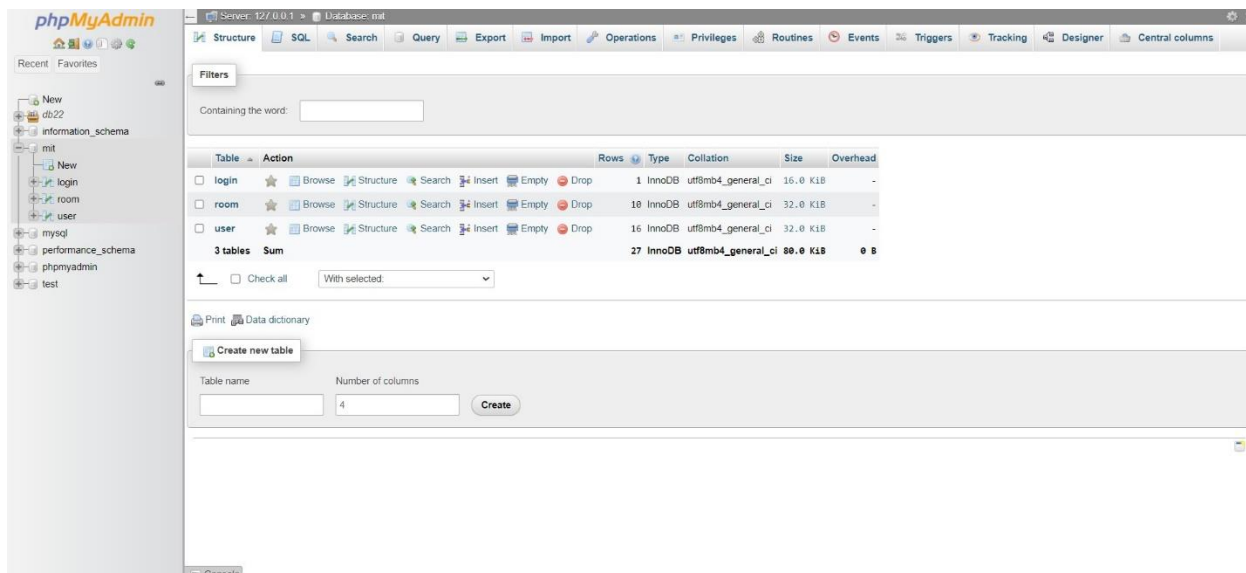 phpMyAdmin
Recent Favorites
New
db22
information_schema
mit
New
login
room
user
mysql
performance_schema
phpmyadmin
test
Server: 127.0.0.1 » Database: mit
Structure SQL Search Query Export Import Operations Privileges Routines Events Triggers Tracking Designer Central columns
Filters
Containing the word:
Table Action Rows Type Collation Size Overhead
login Browse Structure Search Insert Empty Drop 1 InnoDB utf8mb4_general_ci 16.0 KiB -
room Browse Structure Search Insert Empty Drop 10 InnoDB utf8mb4_general_ci 32.0 KiB -
user Browse Structure Search Insert Empty Drop 16 InnoDB utf8mb4_general_ci 32.0 KiB -
3 tables Sum 27 InnoDB utf8mb4_general_ci 80.0 KiB 0 B
Check all With selected:
Print Data dictionary
Create new table
Table name Number of columns
4 Create
Console